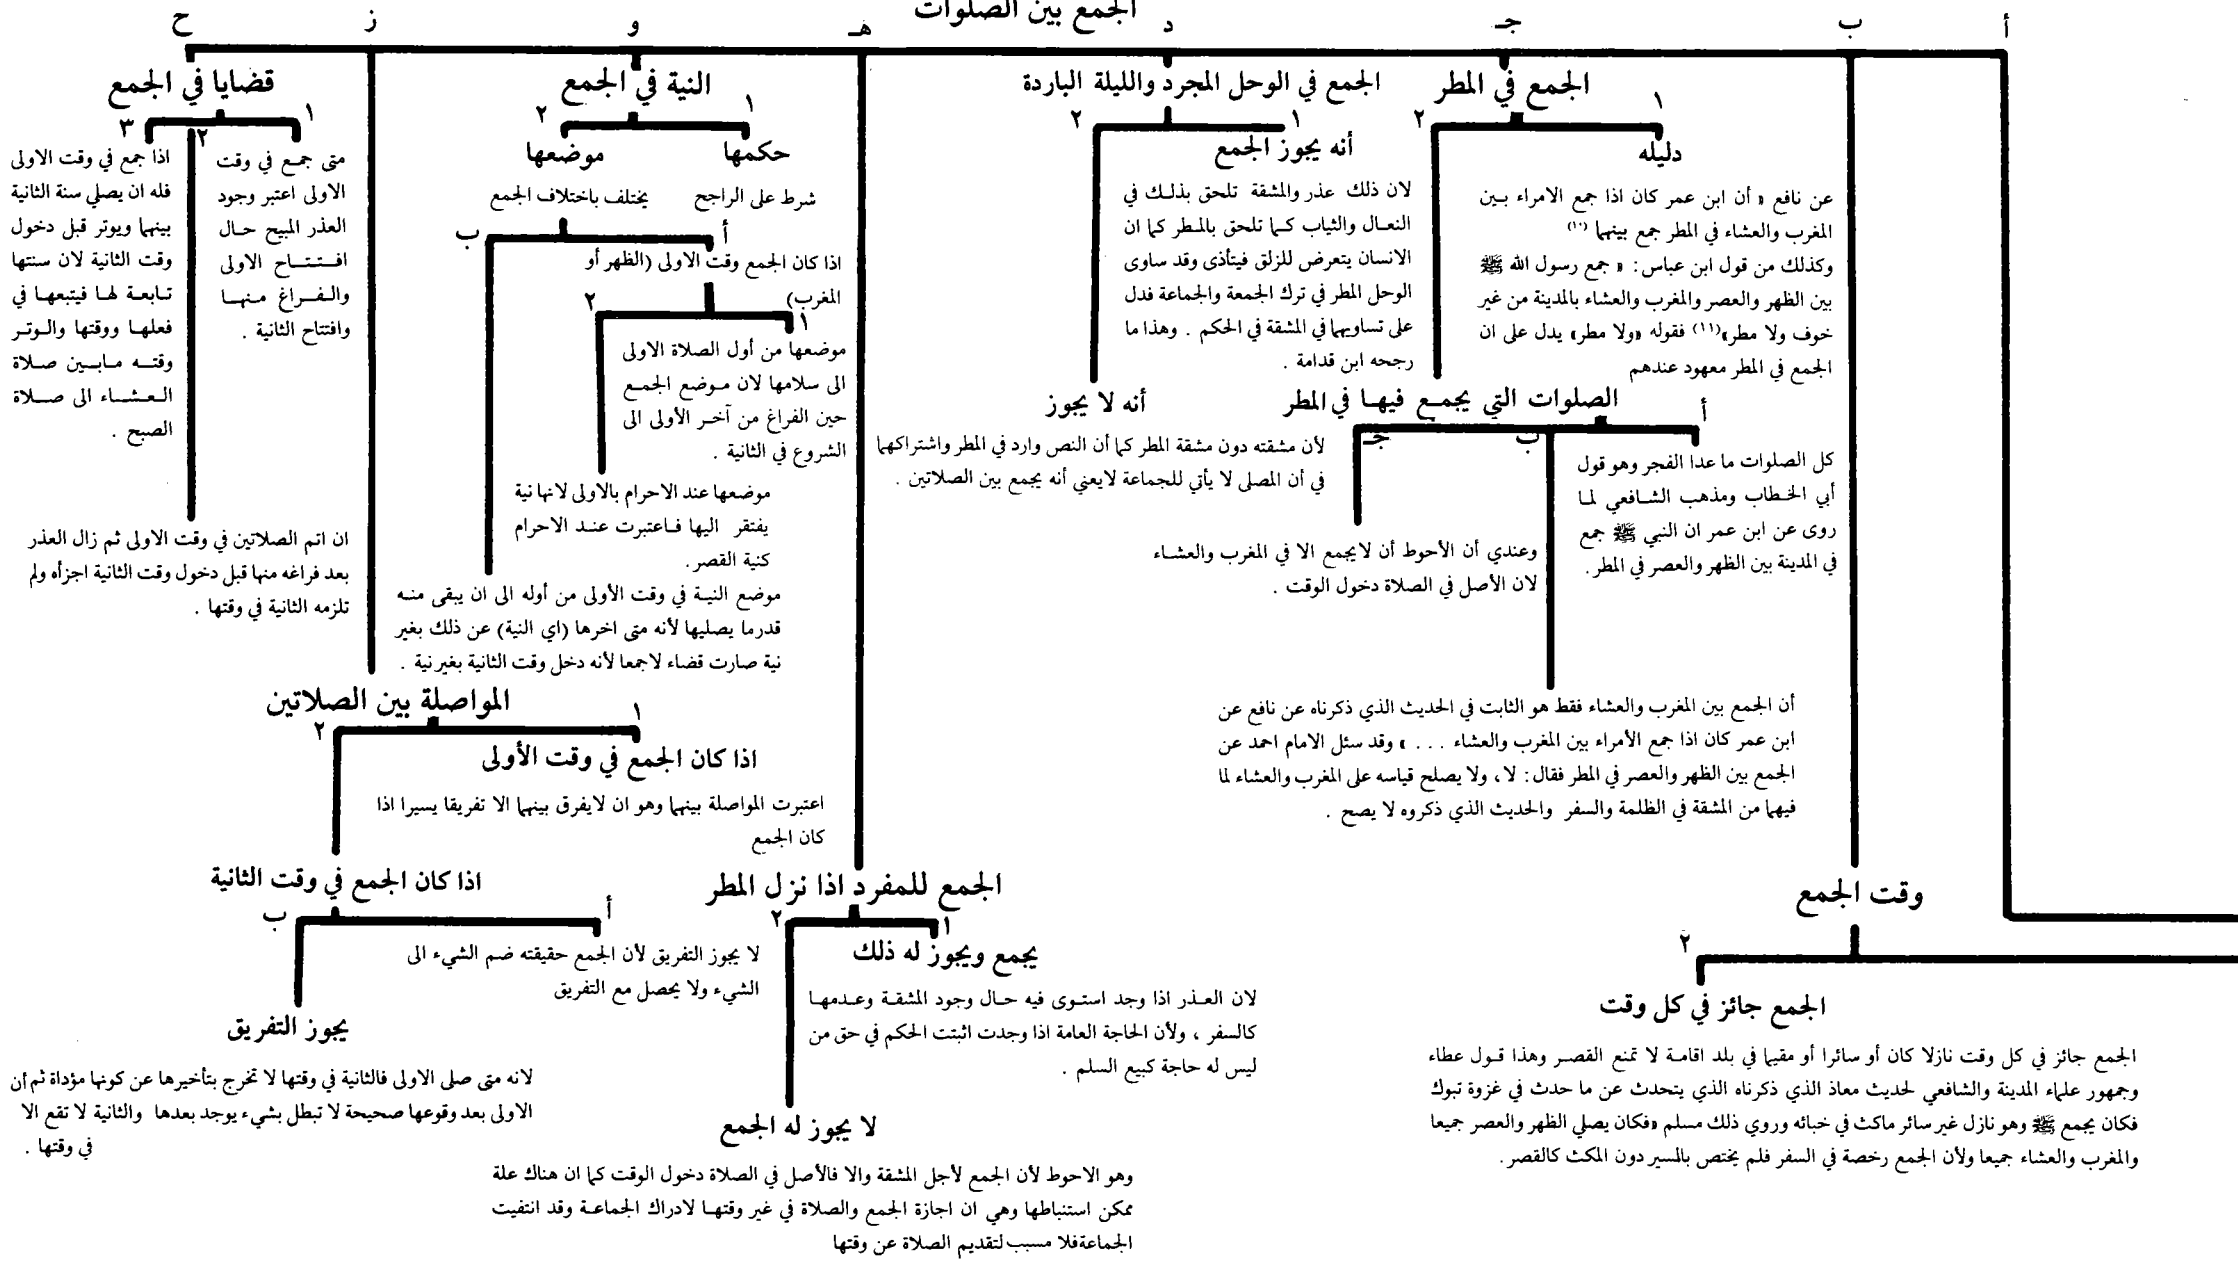 الجمع بين الصلوات
أ
ب
جـ
د
هـ
و
ز
ح
وقت الجمع
٢
الجمع جائز في كل وقت
الجمع جائز في كل وقت نازلا كان أو سائرا أو مقيما في بلد اقامة لا تمنع القصر وهذا قول عطاء
وجمهور علماء المدينة والشافعي لحديث معاذ الذي ذكرناه الذي يتحدث عن ما حدث في غزوة تبوك
فكان يجمع ﷺ وهو نازل غير سائر ماكث في خبائه وروي ذلك مسلم «فكان يصلي الظهر والعصر جميعا
والمغرب والعشاء جميعا ولأن الجمع رخصة في السفر فلم يختص بالسير دون المكث كالقصر.
الجمع في المطر
١
دليله
عن نافع « أن ابن عمر كان اذا جمع الامراء بين
المغرب والعشاء في المطر جمع بينهما (١٠)
وكذلك من قول ابن عباس: « جمع رسول الله ﷺ
بين الظهر والعصر والمغرب والعشاء بالمدينة من غير
خوف ولا مطر»(١١) فقوله «ولا مطر» يدل على ان
الجمع في المطر معهود عندهم
٢
الصلوات التي يجمع فيها في المطر
أ
كل الصلوات ما عدا الفجر وهو قول
أبي الخطاب ومذهب الشافعي لما
روى عن ابن عمر ان النبي ﷺ جمع
في المدينة بين الظهر والعصر في المطر.
ب
أن الجمع بين المغرب والعشاء فقط هو الثابت في الحديث الذي ذكرناه عن نافع عن
ابن عمر كان اذا جمع الأمراء بين المغرب والعشاء . . . » وقد سئل الامام احمد عن
الجمع بين الظهر والعصر في المطر فقال: لا، ولا يصلح قياسه على المغرب والعشاء لما
فيهما من المشقة في الظلمة والسفر والحديث الذي ذكروه لا يصح .
جـ
وعندي أن الأحوط أن لايجمع الا في المغرب والعشاء
لان الأصل في الصلاة دخول الوقت .
الجمع في الوحل المجرد والليلة الباردة
١
أنه يجوز الجمع
لان ذلك عذر والمشقة تلحق بذلك في
النعال والثياب كما تلحق بالمطر كما ان
الانسان يتعرض للزلق فيتأذى وقد ساوى
الوحل المطر في ترك الجمعة والجماعة فدل
على تساويهما في المشقة في الحكم . وهذا ما
رجحه ابن قدامة .
٢
أنه لا يجوز
لأن مشقته دون مشقة المطر كما أن النص وارد في المطر واشتراكهما
في أن المصلى لا يأتي للجماعة لايعني أنه يجمع بين الصلاتين .
الجمع للمفرد اذا نزل المطر
١
يجمع ويجوز له ذلك
لان العذر اذا وجد استوى فيه حال وجود المشقة وعدمها
كالسفر ، ولأن الحاجة العامة اذا وجدت اثبتت الحكم في حق من
ليس له حاجة كبيع السلم .
٢
لا يجوز له الجمع
وهو الاحوط لأن الجمع لأجل المشقة والا فالأصل في الصلاة دخول الوقت كما ان هناك علة
ممكن استنباطها وهي ان اجازة الجمع والصلاة في غير وقتها لادراك الجماعة وقد انتفيت
الجماعة فلا مسبب لتقديم الصلاة عن وقتها
النية في الجمع
١
حكمها
شرط على الراجح
٢
موضعها
يختلف باختلاف الجمع
أ
اذا كان الجمع وقت الاولى (الظهر أو
المغرب)
١
موضعها من أول الصلاة الاولى
الى سلامها لان موضع الجمع
حين الفراغ من آخر الأولى الى
الشروع في الثانية .
٢
موضعها عند الاحرام بالاولى لانها نية
يفتقر اليها فاعتبرت عند الاحرام
كنية القصر.
ب
موضع النية في وقت الأولى من أوله الى ان يبقى منه
قدرما يصليها لأنه متى اخرها (اي النية) عن ذلك بغير
نية صارت قضاء لاجمعا لأنه دخل وقت الثانية بغيرنية .
المواصلة بين الصلاتين
١
اذا كان الجمع في وقت الأولى
اعتبرت المواصلة بينهما وهو ان لايفرق بينهما الا تفريقا يسيرا اذا
كان الجمع
٢
اذا كان الجمع في وقت الثانية
أ
لا يجوز التفريق لأن الجمع حقيقته ضم الشيء الى
الشيء ولا يحصل مع التفريق
ب
يجوز التفريق
لانه متى صلى الاولى فالثانية في وقتها لا تخرج بتأخيرها عن كونها مؤداة ثم أن
الاولى بعد وقوعها صحيحة لا تبطل بشيء يوجد بعدها والثانية لا تقع الا
في وقتها .
قضايا في الجمع
١
متى جمع في وقت
الاولى اعتبر وجود
العذر المبيح حال
افتتاح الاولى
والفراغ منها
وافتتاح الثانية .
٢
ان اتم الصلاتين في وقت الاولى ثم زال العذر
بعد فراغه منها قبل دخول وقت الثانية اجزأه ولم
تلزمه الثانية في وقتها .
٣
اذا جمع في وقت الاولى
فله ان يصلي سنة الثانية
بينهما ويوتر قبل دخول
وقت الثانية لان سنتها
تابعة لها فيتبعها في
فعلها ووقتها والوتر
وقته مابين صلاة
العشاء الى صلاة
الصبح .